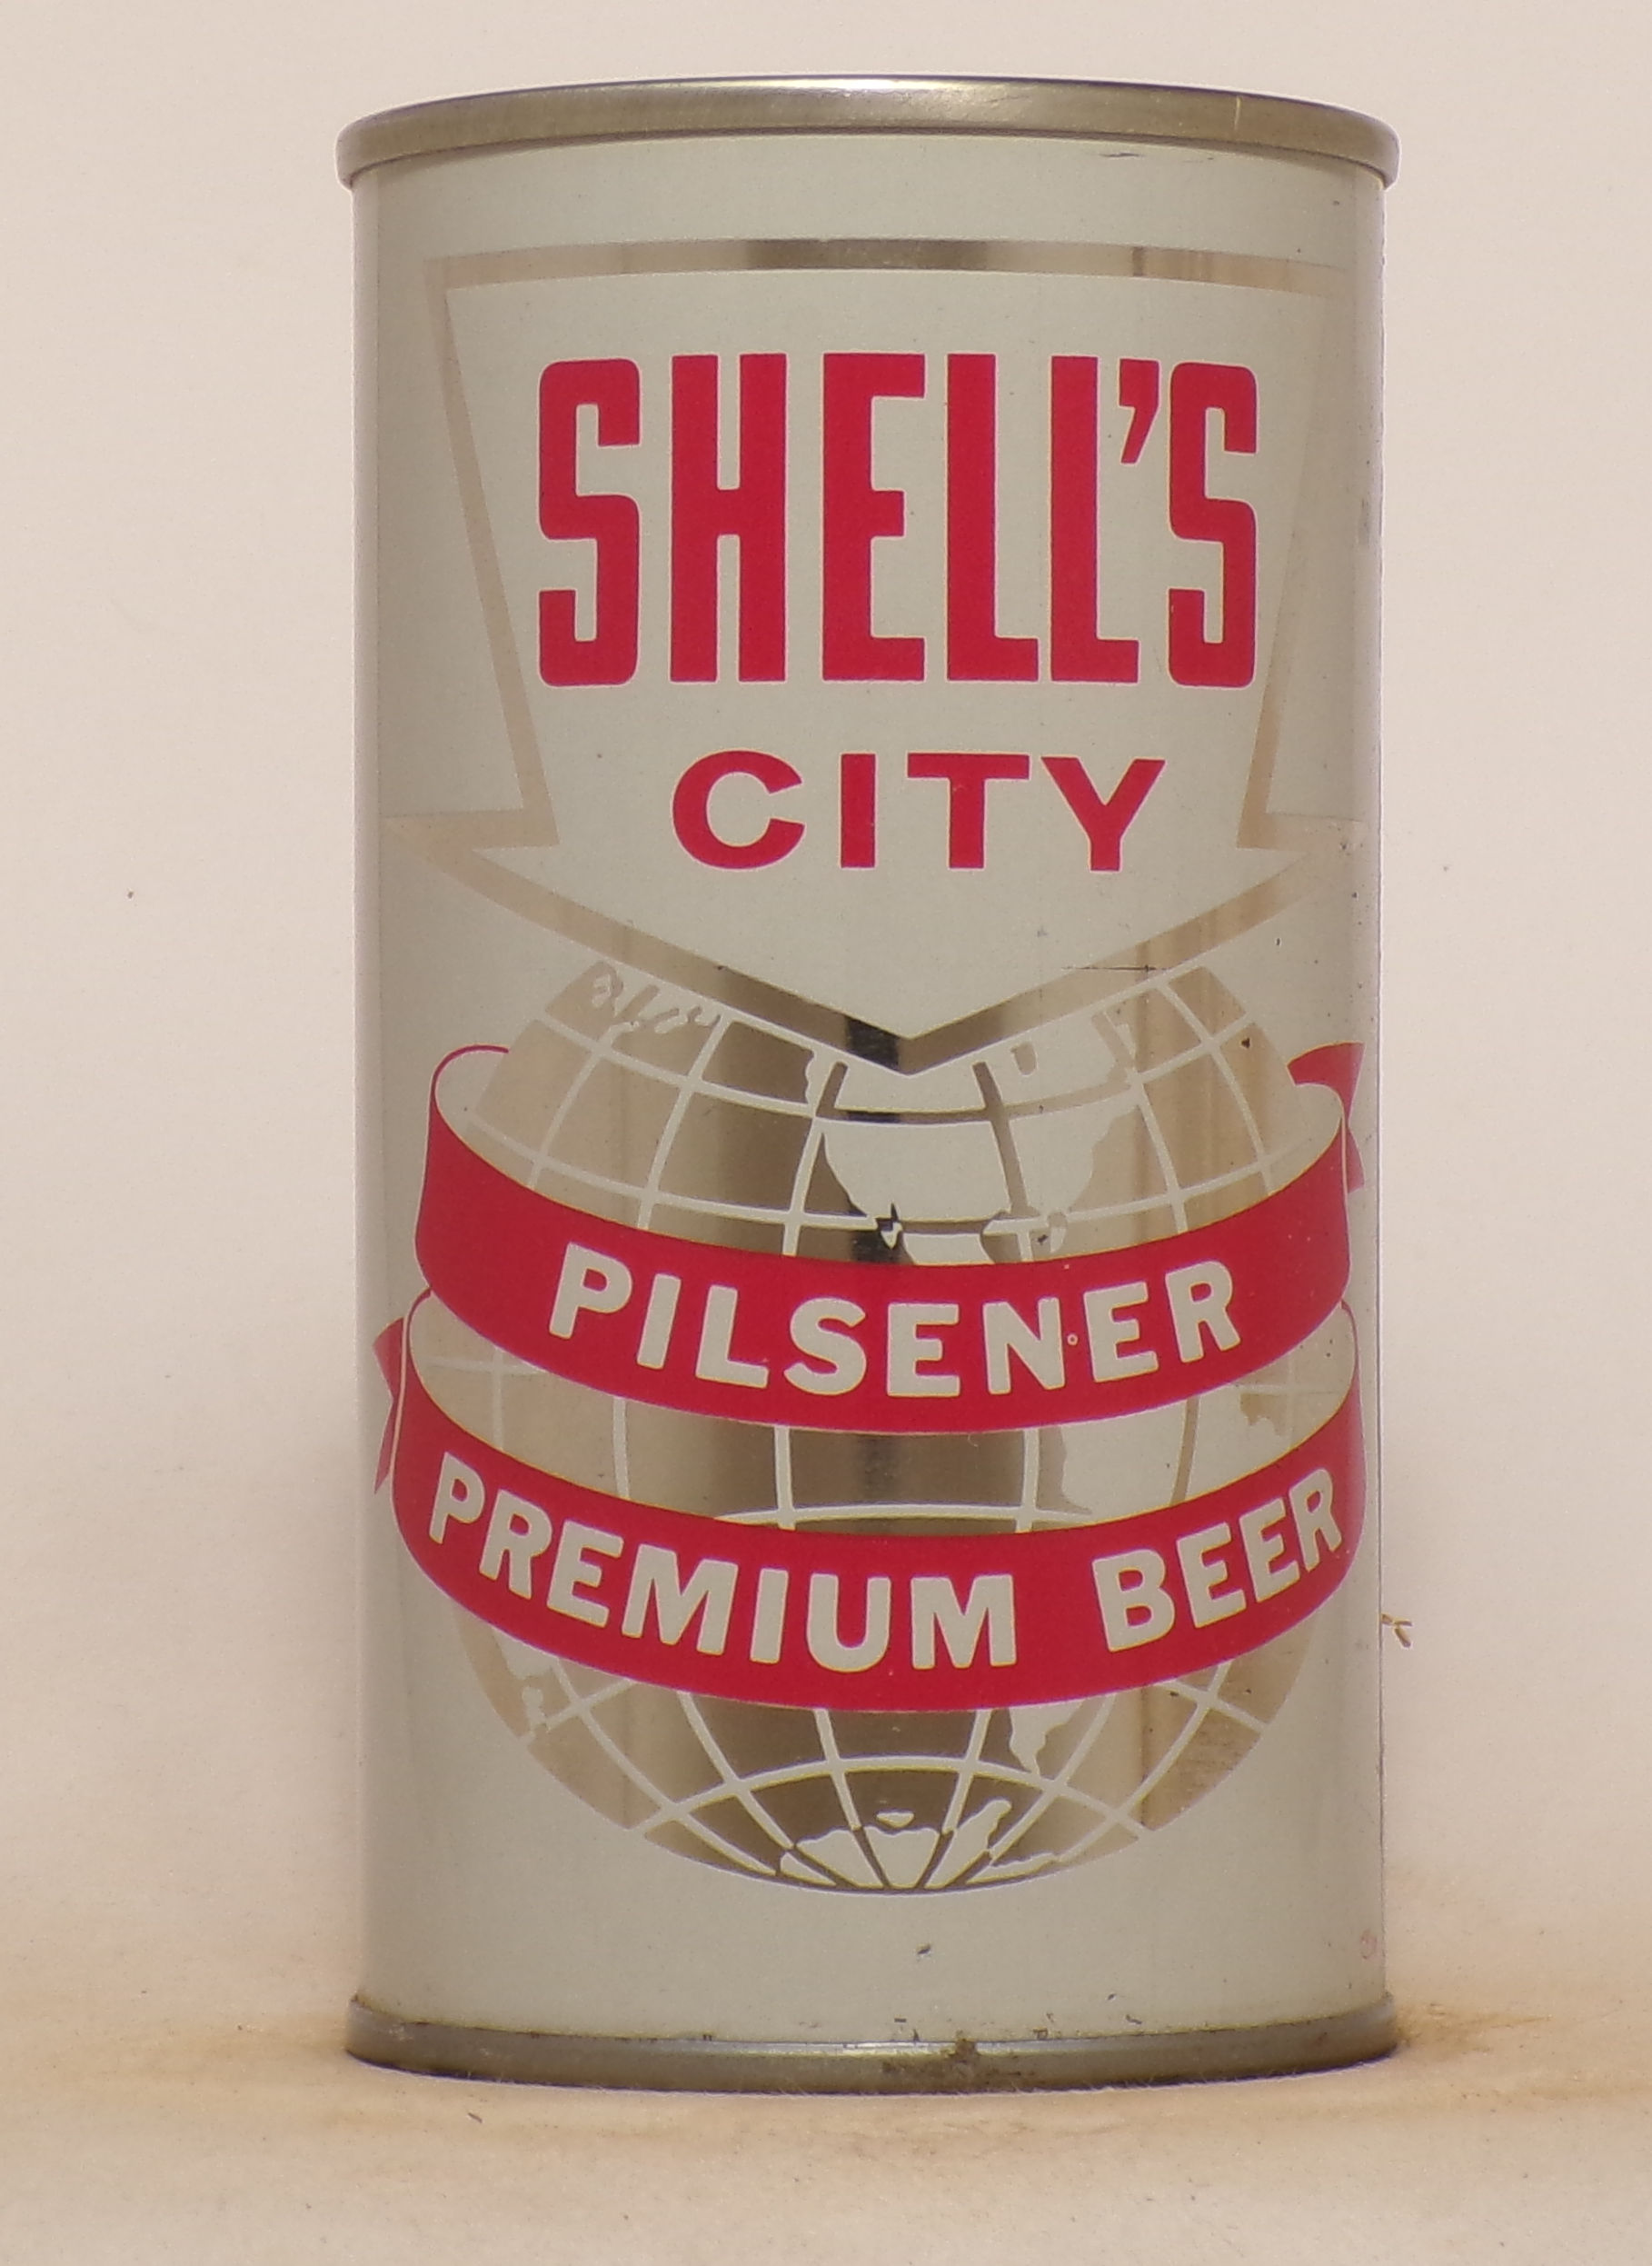 SHELL'S
CITY
PILSENER
PREMIUM BEER